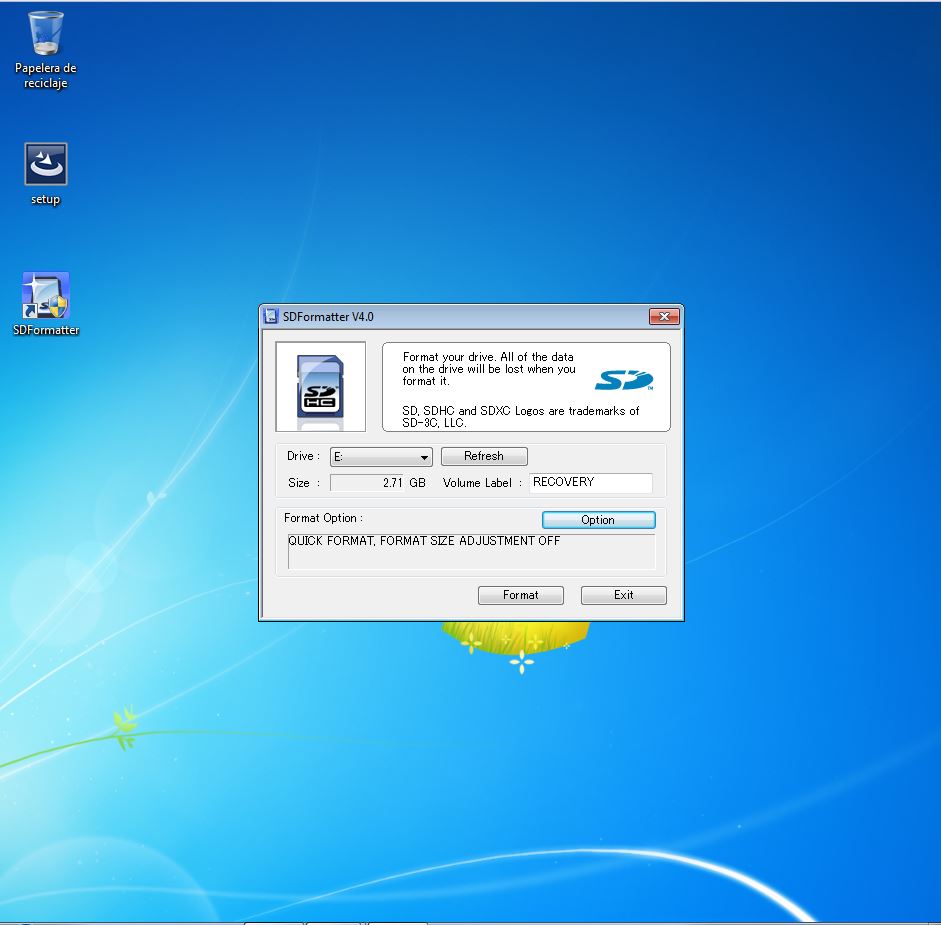 Papelera de
reciclaje
setup
SDFormatter
SDFormatter V4.0
SD
HC
Format your drive. All of the data
on the drive will be lost when you
format it.
SD
TM
SD, SDHC and SDXC Logos are trademarks of
SD-3C, LLC.
Drive :
E:
Refresh
Size :
2.71 GB
Volume Label :
RECOVERY
Format Option :
Option
QUICK FORMAT, FORMAT SIZE ADJUSTMENT OFF
Format
Exit